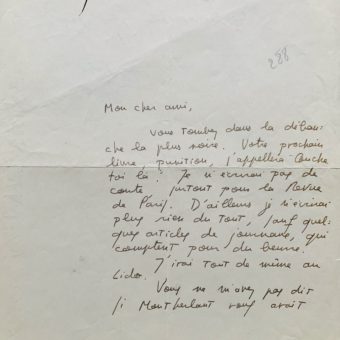 288
Mon cher ami,
Vous tombez dans la débau-
che la plus noire. Votre prochain
livre, punition, s'appellera Couche
toi là ! Je n'écrirai pas de
conte surtout pour la Revue
de Paris. D'ailleurs je n'écrirai
plus rien du tout, sauf quel-
ques articles de journaux, qui
comptent pour du beurre.
J'irai tout de même au
Lido.
Vous ne m'avez pas dit
si Montherlant vous avait